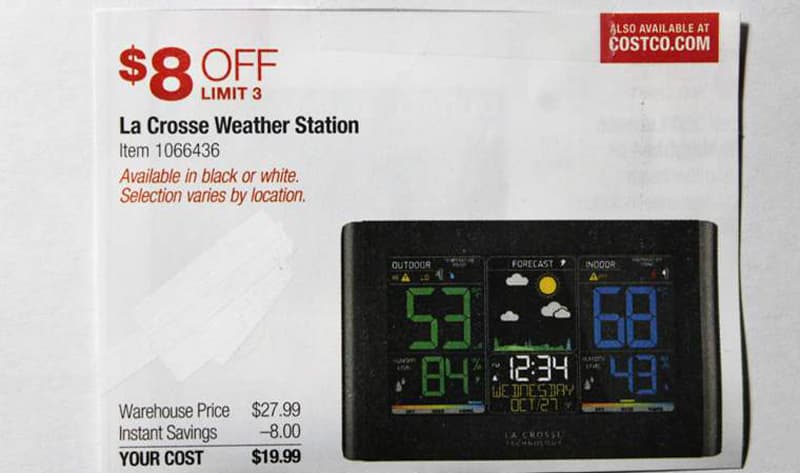 ALSO AVAILABLE AT
COSTCO.COM
$8 OFF
LIMIT 3
La Crosse Weather Station
Item 1066436
Available in black or white.
Selection varies by location.
OUTDOOR
FORECAST
INDOOR
53
68
84
PM 12:34
43
WEDNESDAY
OCT/27
LA CROSSE
TECHNOLOGY
Warehouse Price $27.99
Instant Savings –8.00
YOUR COST $19.99